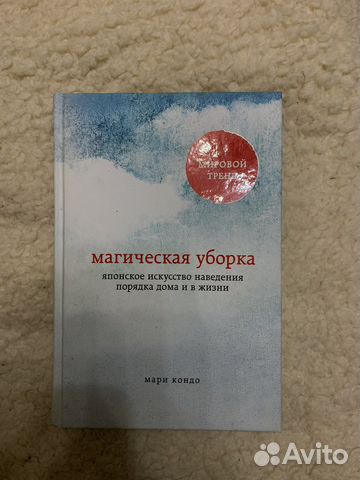 МИРОВОЙ
ТРЕНД
магическая уборка
японское искусство наведения
порядка дома и в жизни
мари кондо
Avito